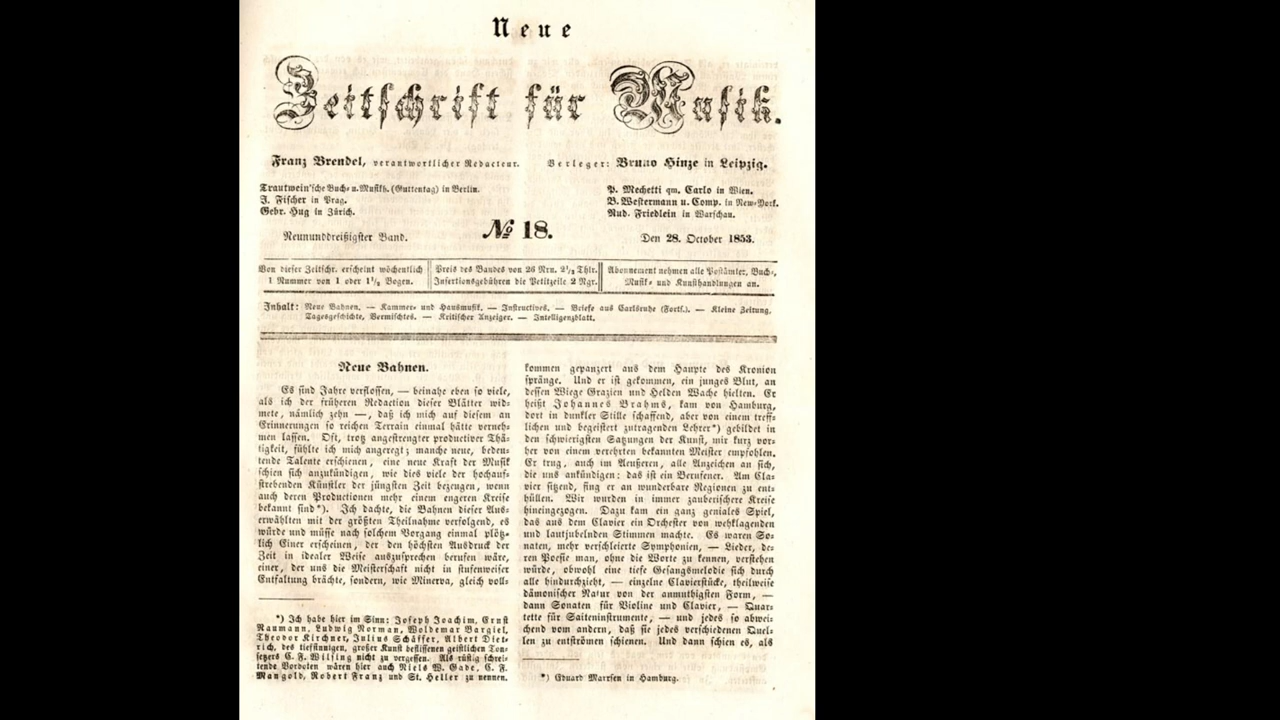 Neue
Zeitschrift für Musik.
Franz Brendel, verantwortlicher Redacteur.
Verleger: Bruno Hinze in Leipzig.
Trautwein'sche Buch- u. Musikh. (Guttentag) in Berlin.
J. Fischer in Prag.
Gebr. Hug in Zürich.
P. Mechetti qm. Carlo in Wien.
B. Westermann u. Comp. in New-York.
Rud. Friedlein in Warschau.
Neununddreißigster Band.
№ 18.
Den 28. October 1853.
Von dieser Zeitschr. erscheint wöchentlich
1 Nummer von 1 oder 1½ Bogen.
Preis des Bandes von 26 Nrn. 2⅓ Thlr.
Insertionsgebühren die Petitzeile 2 Ngr.
Abonnement nehmen alle Postämter, Buch-,
Musik- und Kunsthandlungen an.
Inhalt: Neue Bahnen. — Kammer- und Hausmusik. — Instructives. — Briefe aus Carlsruhe (Forts.). — Kleine Zeitung,
Tagesgeschichte, Vermischtes. — Kritischer Anzeiger. — Intelligenzblatt.
Neue Bahnen.
Es sind Jahre verflossen, — beinahe eben so viele,
als ich der früheren Redaction dieser Blätter wid-
mete, nämlich zehn —, daß ich mich auf diesem an
Erinnerungen so reichen Terrain einmal hätte verneh-
men lassen. Oft, trotz angestrengter productiver Thä-
tigkeit, fühlte ich mich angeregt; manche neue, bedeu-
tende Talente erschienen, eine neue Kraft der Musik
schien sich anzukündigen, wie dies viele der hochauf-
strebenden Künstler der jüngsten Zeit bezeugen, wenn
auch deren Productionen mehr einem engeren Kreise
bekannt sind*). Ich dachte, die Bahnen dieser Aus-
erwählten mit der größten Theilnahme verfolgend, es
würde und müsse nach solchem Vorgang einmal plötz-
lich Einer erscheinen, der den höchsten Ausdruck der
Zeit in idealer Weise auszusprechen berufen wäre,
einer, der uns die Meisterschaft nicht in stufenweiser
Entfaltung brächte, sondern, wie Minerva, gleich voll-
*) Ich habe hier im Sinn: Joseph Joachim, Ernst
Naumann, Ludwig Norman, Woldemar Bargiel,
Theodor Kirchner, Julius Schäffer, Albert Diet-
rich, des tiefsinnigen, großer Kunst beflissenen geistlichen Ton-
setzers C. F. Wilsing nicht zu vergessen. Als rüstig schrei-
tende Vorboten wären hier auch Niels W. Gade, C. F.
Mangold, Robert Franz und St. Heller zu nennen.
kommen gepanzert aus dem Haupte des Kronion
spränge. Und er ist gekommen, ein junges Blut, an
dessen Wiege Grazien und Helden Wache hielten. Er
heißt Johannes Brahms, kam von Hamburg,
dort in dunkler Stille schaffend, aber von einem treff-
lichen und begeistert zutragenden Lehrer*) gebildet in
den schwierigsten Satzungen der Kunst, mir kurz vor-
her von einem verehrten bekannten Meister empfohlen.
Er trug, auch im Aeußeren, alle Anzeichen an sich,
die uns ankündigen: das ist ein Berufener. Am Cla-
vier sitzend, fing er an wunderbare Regionen zu ent-
hüllen. Wir wurden in immer zauberischere Kreise
hineingezogen. Dazu kam ein ganz geniales Spiel,
das aus dem Clavier ein Orchester von wehklagenden
und lautjubelnden Stimmen machte. Es waren So-
naten, mehr verschleierte Symphonien, — Lieder, de-
ren Poesie man, ohne die Worte zu kennen, verstehen
würde, obwohl eine tiefe Gesangsmelodie sich durch
alle hindurchzieht, — einzelne Clavierstücke, theilweise
dämonischer Natur von der anmuthigsten Form, —
dann Sonaten für Violine und Clavier, — Quar-
tette für Saiteninstrumente, — und jedes so abwei-
chend vom andern, daß sie jedes verschiedenen Quel-
len zu entströmen schienen. Und dann schien es, als
*) Eduard Marxsen in Hamburg.